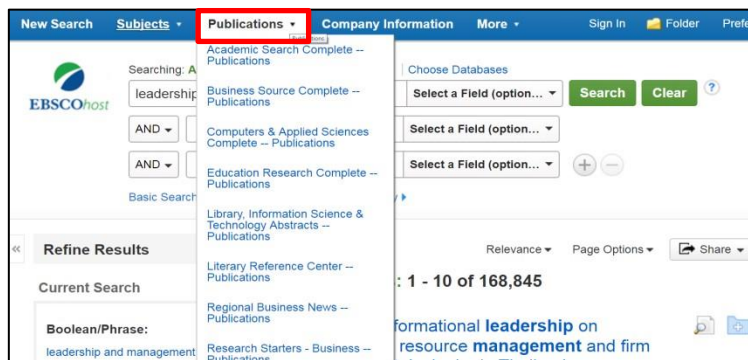 New Search Subjects Publications Company Information More Sign In Folder Prefe
Publications
Academic Search Complete --
Publications
Searching: A
Choose Databases
EBSCOhost
leadership
Business Source Complete --
Publications
Select a Field (option... Search Clear ?
AND
Computers & Applied Sciences
Complete -- Publications
Select a Field (option...
AND
Education Research Complete --
Publications
Select a Field (option...
Basic Search
Library, Information Science &
Technology Abstracts --
Publications
Refine Results
Relevance Page Options Share
Literary Reference Center --
Publications
Current Search
: 1 - 10 of 168,845
Regional Business News --
Publications
Boolean/Phrase:
leadership and management
Research Starters - Business --
Publications
formational leadership on
resource management and firm